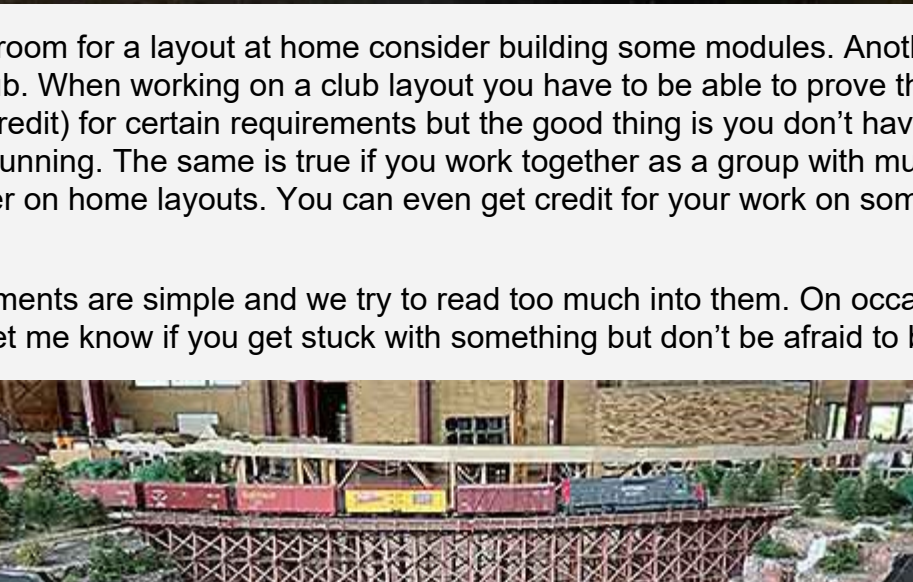 room for a layout at home consider building some modules. Anoth
b. When working on a club layout you have to be able to prove th
redit) for certain requirements but the good thing is you don’t hav
unning. The same is true if you work together as a group with mu
er on home layouts. You can even get credit for your work on som
ments are simple and we try to read too much into them. On occa
et me know if you get stuck with something but don’t be afraid to b